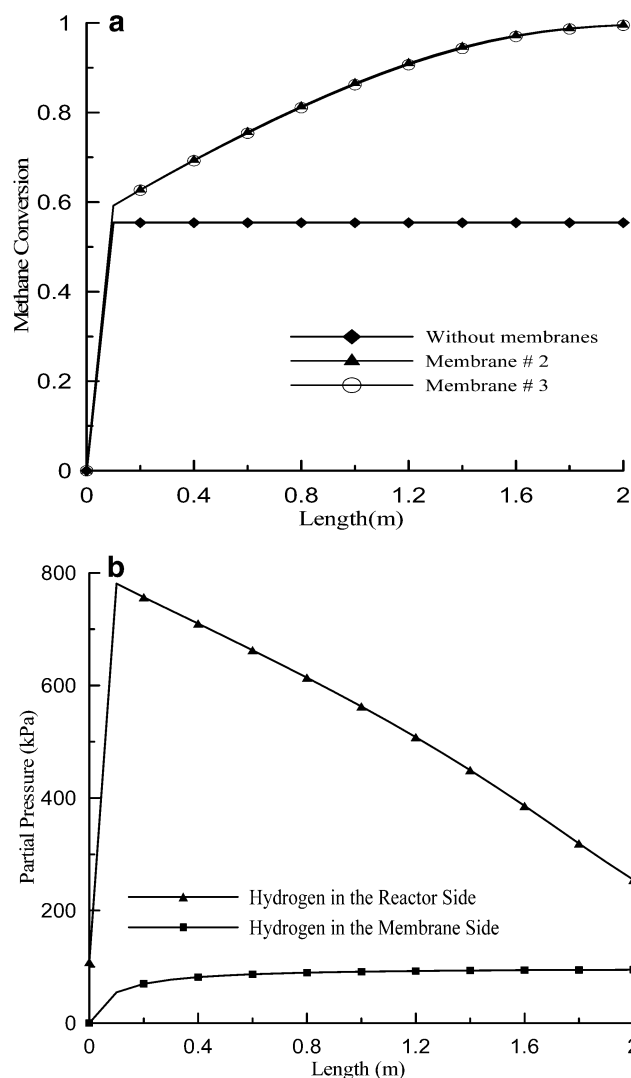 a
1
0.8
0.6
0.4
0.2
0
Methane Conversion
Without membranes
Membrane # 2
Membrane # 3
0 0.4 0.8 1.2 1.6 2
Length(m)
b
800
600
400
200
0
Partial Pressure (kPa)
Hydrogen in the Reactor Side
Hydrogen in the Membrane Side
0 0.4 0.8 1.2 1.6 2
Length (m)